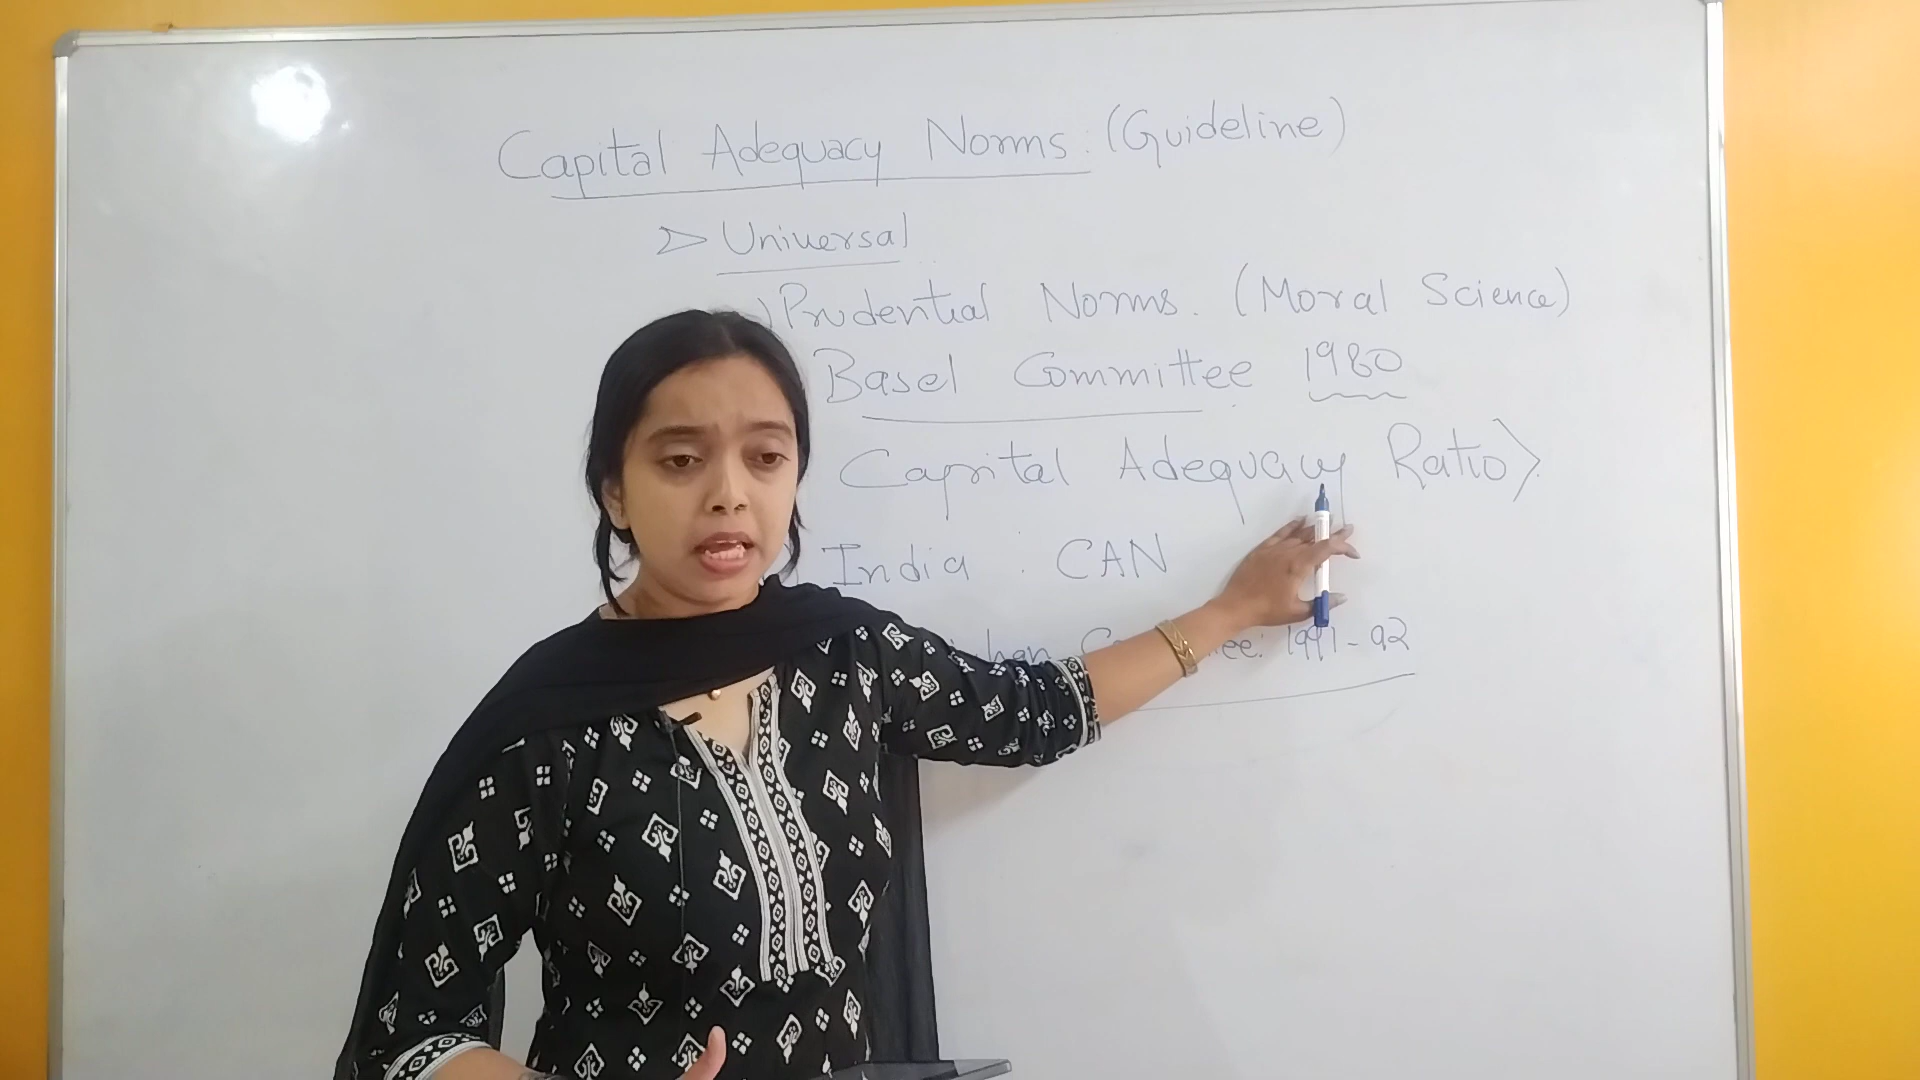 Capital Adequacy Norms: (Guideline)
> Universal
) Prudential Norms. (Moral Science)
Basel Committee 1980
Capital Adequacy Ratio>
) India : CAN
1991-92